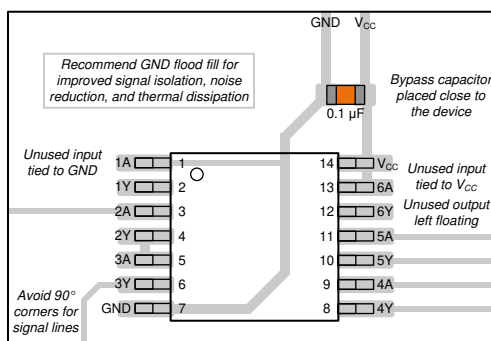 GND VCC
Recommend GND flood fill for
improved signal isolation, noise
reduction, and thermal dissipation
Bypass capacitor
placed close to
the device
0.1 µF
Unused input
tied to GND
1A 1 14 VCC
Unused input
tied to VCC
1Y 2 13 6A
2A 3 12 6Y
Unused output
left floating
2Y 4 11 5A
3A 5 10 5Y
3Y 6 9 4A
Avoid 90°
corners for
signal lines
GND 7 8 4Y